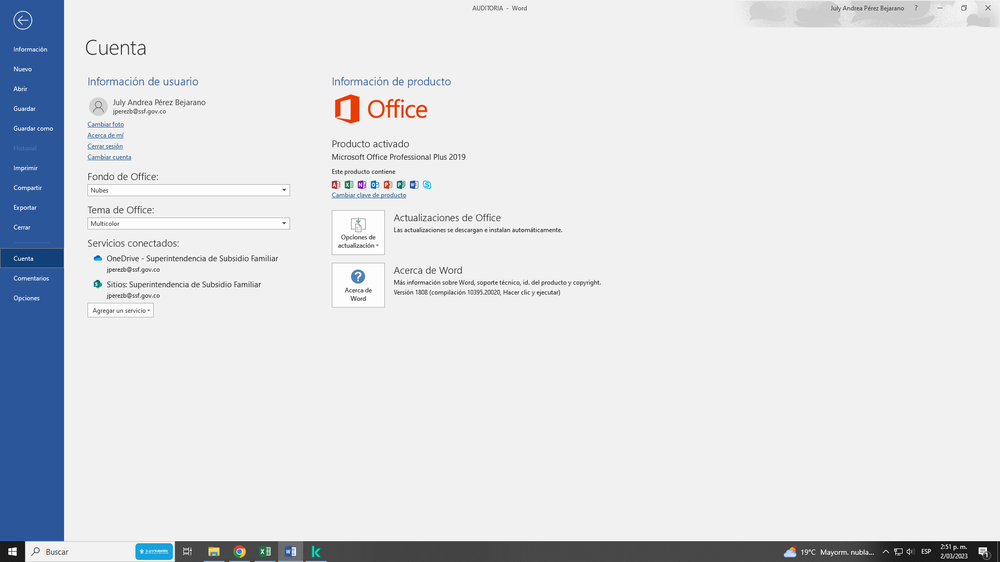 AUDITORIA - Word
July Andrea Pérez Bejarano
?
Información
Nuevo
Abrir
Guardar
Guardar como
Historial
Imprimir
Compartir
Exportar
Cerrar
Cuenta
Comentarios
Opciones
Cuenta
Información de usuario
July Andrea Pérez Bejarano
jperezb@ssf.gov.co
Cambiar foto
Acerca de mí
Cerrar sesión
Cambiar cuenta
Fondo de Office:
Nubes
Tema de Office:
Multicolor
Servicios conectados:
OneDrive - Superintendencia de Subsidio Familiar
jperezb@ssf.gov.co
Sitios: Superintendencia de Subsidio Familiar
jperezb@ssf.gov.co
Agregar un servicio
Información de producto
Office
Producto activado
Microsoft Office Professional Plus 2019
Este producto contiene
Cambiar clave de producto
Opciones de
actualización
Actualizaciones de Office
Las actualizaciones se descargan e instalan automáticamente.
Acerca de
Word
Acerca de Word
Más información sobre Word, soporte técnico, id. del producto y copyright.
Versión 1808 (compilación 10395.20020, Hacer clic y ejecutar)
Buscar
SuperSubsidio
19°C Mayorm. nubla...
ESP
2:51 p. m.
2/03/2023
1